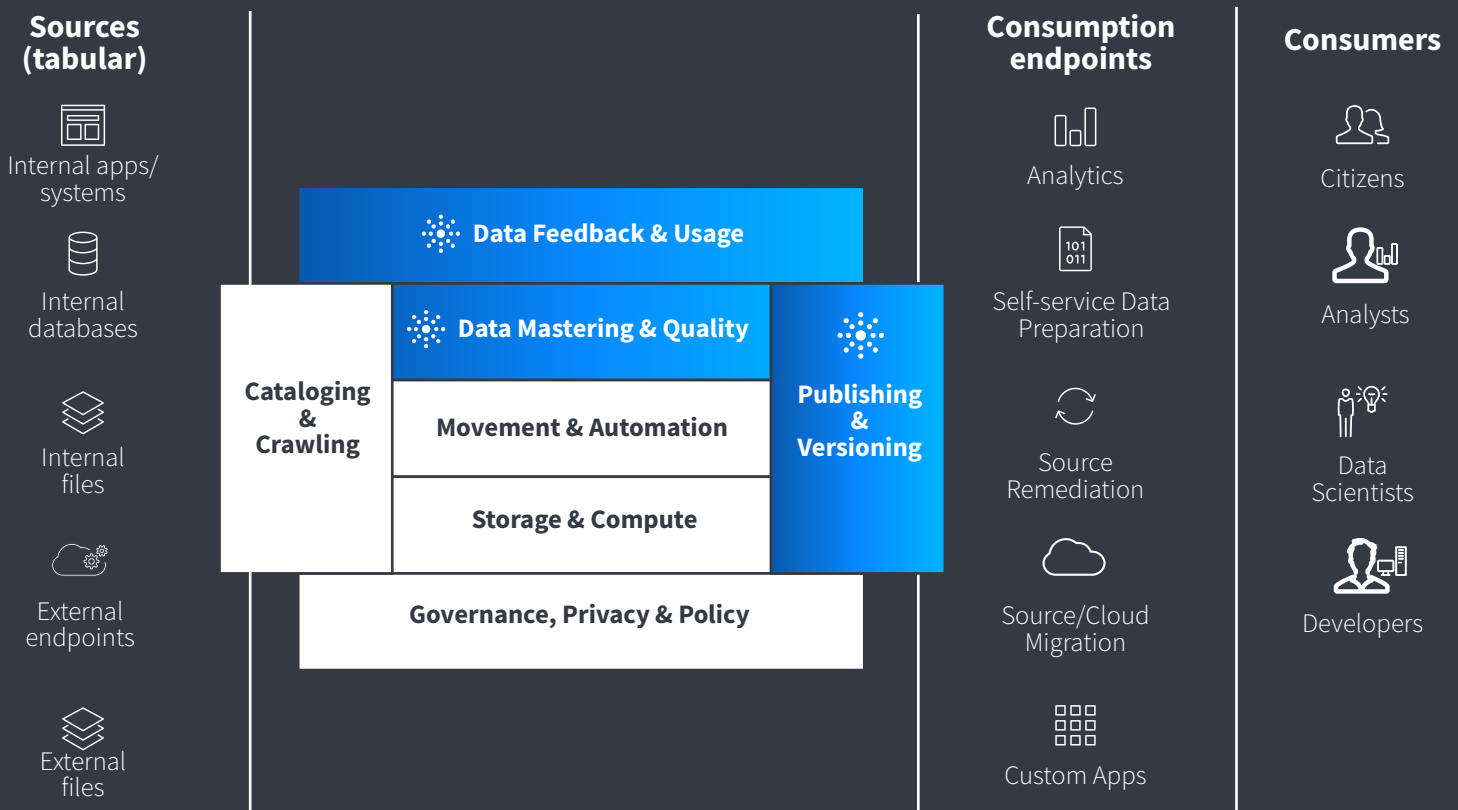 Sources
(tabular)
Internal apps/
systems
Internal
databases
Internal
files
External
endpoints
External
files
Data Feedback & Usage
Cataloging
&
Crawling
Data Mastering & Quality
Movement & Automation
Storage & Compute
Publishing
&
Versioning
Governance, Privacy & Policy
Consumption
endpoints
Analytics
101
011
Self-service Data
Preparation
Source
Remediation
Source/Cloud
Migration
Custom Apps
Consumers
Citizens
Analysts
Data
Scientists
Developers